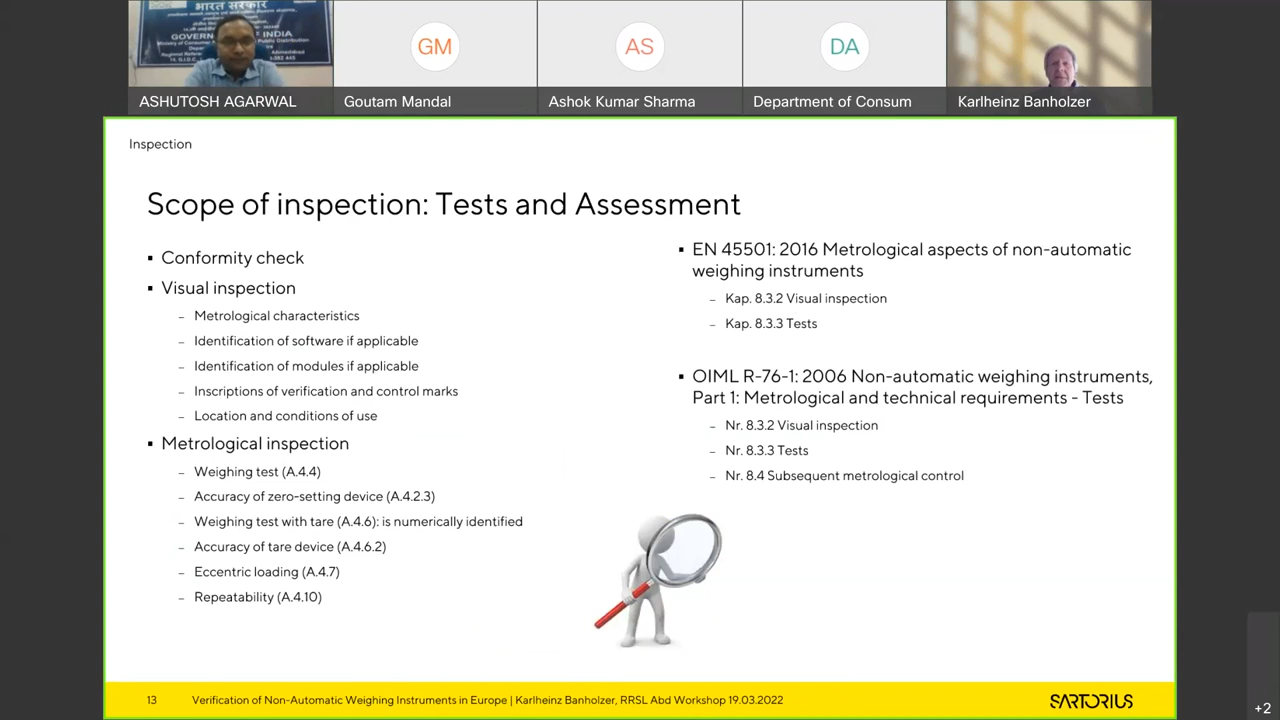 भारत सरकार
ASHUTOSH AGARWAL
GM
Goutam Mandal
AS
Ashok Kumar Sharma
DA
Department of Consum
Karlheinz Banholzer
Inspection
Scope of inspection: Tests and Assessment
▪ Conformity check
▪ Visual inspection
– Metrological characteristics
– Identification of software if applicable
– Identification of modules if applicable
– Inscriptions of verification and control marks
– Location and conditions of use
▪ Metrological inspection
– Weighing test (A.4.4)
– Accuracy of zero-setting device (A.4.2.3)
– Weighing test with tare (A.4.6): is numerically identified
– Accuracy of tare device (A.4.6.2)
– Eccentric loading (A.4.7)
– Repeatability (A.4.10)
▪ EN 45501: 2016 Metrological aspects of non-automatic
weighing instruments
– Kap. 8.3.2 Visual inspection
– Kap. 8.3.3 Tests
▪ OIML R-76-1: 2006 Non-automatic weighing instruments,
Part 1: Metrological and technical requirements - Tests
– Nr. 8.3.2 Visual inspection
– Nr. 8.3.3 Tests
– Nr. 8.4 Subsequent metrological control
13 Verification of Non-Automatic Weighing Instruments in Europe | Karlheinz Banholzer, RRSL Abd Workshop 19.03.2022
SARTORIUS
+2